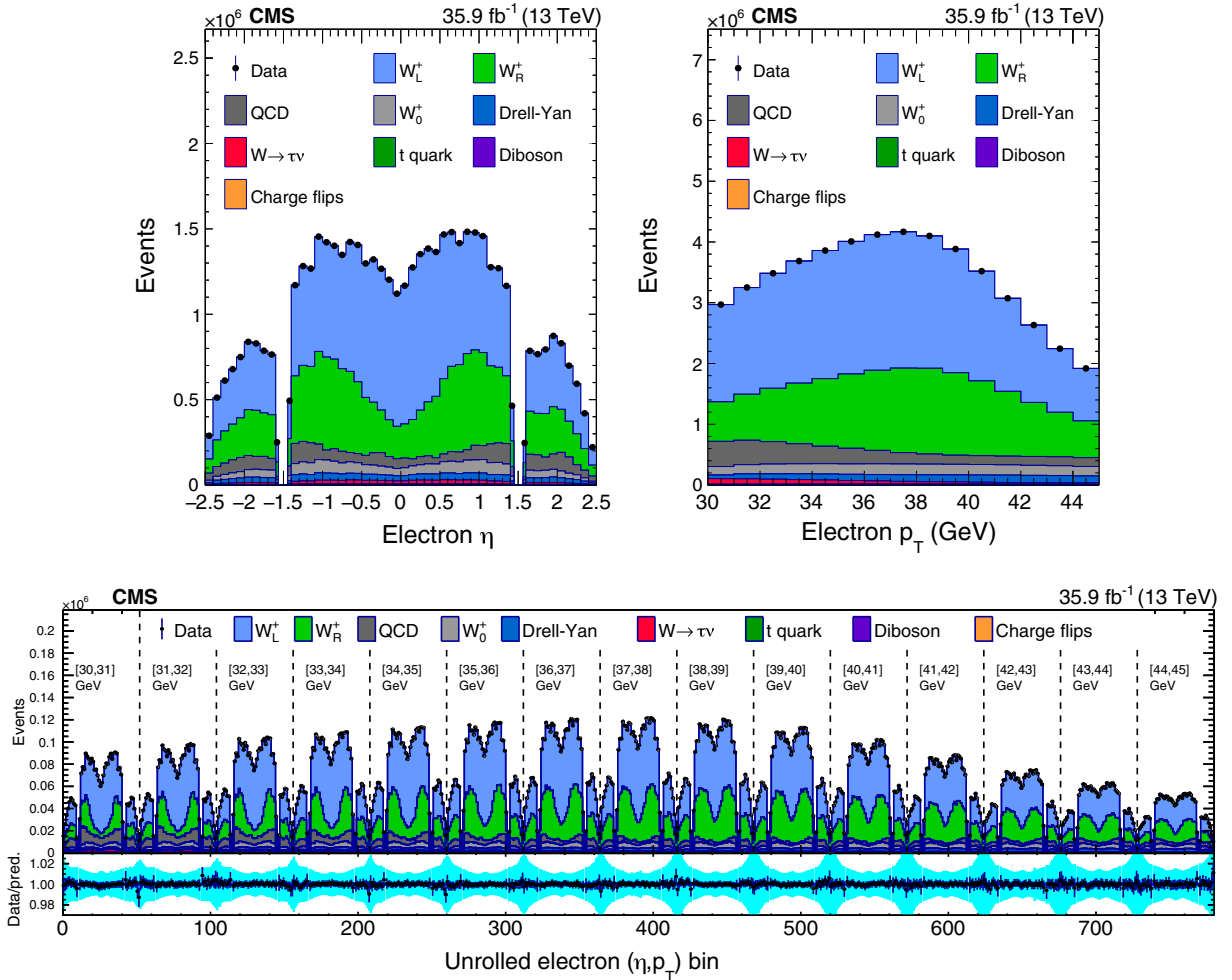 ×10⁶ CMS 35.9 fb⁻¹ (13 TeV)
Data W⁺_L W⁺_R
QCD W⁺_0 Drell-Yan
W→τν t quark Diboson
Charge flips
Events
2.5
2
1.5
1
0.5
0
−2.5 −2 −1.5 −1 −0.5 0 0.5 1 1.5 2 2.5
Electron η
×10⁶ CMS 35.9 fb⁻¹ (13 TeV)
Data W⁺_L W⁺_R
QCD W⁺_0 Drell-Yan
W→τν t quark Diboson
Charge flips
Events
7
6
5
4
3
2
1
0
30 32 34 36 38 40 42 44
Electron p_T (GeV)
×10⁶ CMS 35.9 fb⁻¹ (13 TeV)
Data W⁺_L W⁺_R QCD W⁺_0 Drell-Yan W→τν t quark Diboson Charge flips
[30,31] [31,32] [32,33] [33,34] [34,35] [35,36] [36,37] [37,38] [38,39] [39,40] [40,41] [41,42] [42,43] [43,44] [44,45]
GeV GeV GeV GeV GeV GeV GeV GeV GeV GeV GeV GeV GeV GeV GeV
Events
0.2
0.18
0.16
0.14
0.12
0.1
0.08
0.06
0.04
0.02
0
Data/pred.
1.02
1.00
0.98
0 100 200 300 400 500 600 700
Unrolled electron (η,p_T) bin